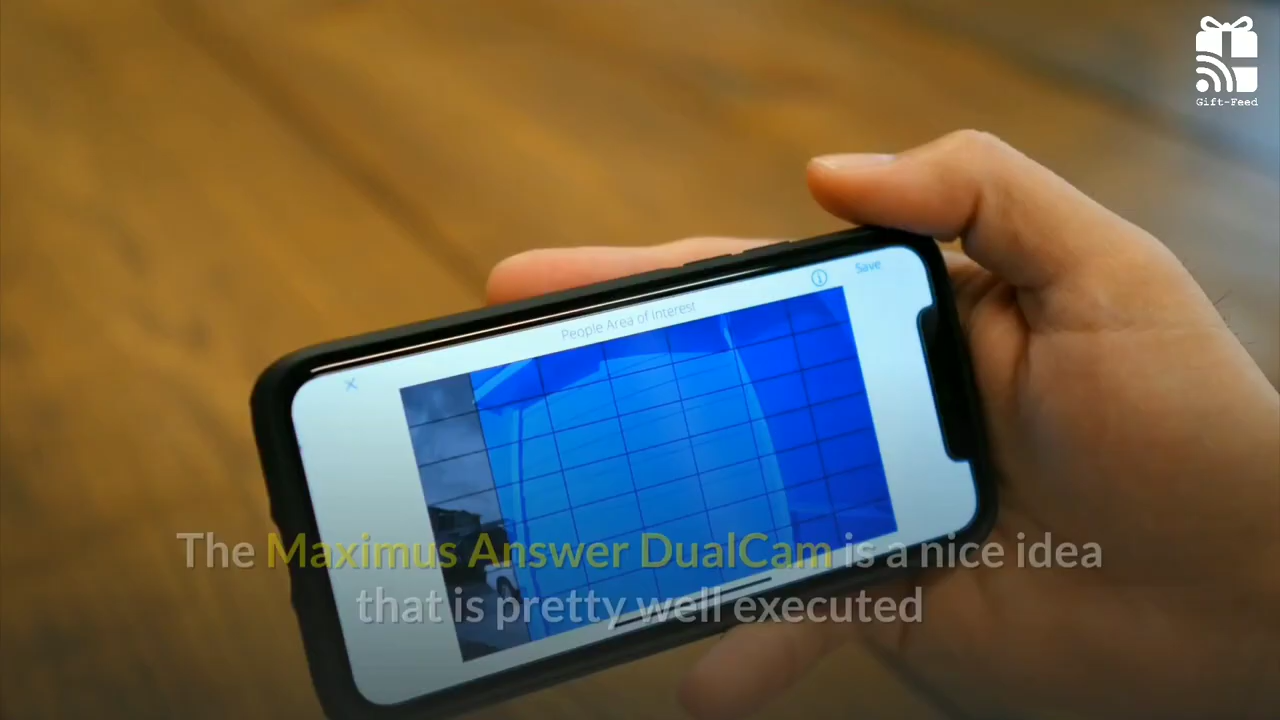 Gift-Feed
Save
People Area of Interest
The Maximus Answer DualCam is a nice idea
that is pretty well executed